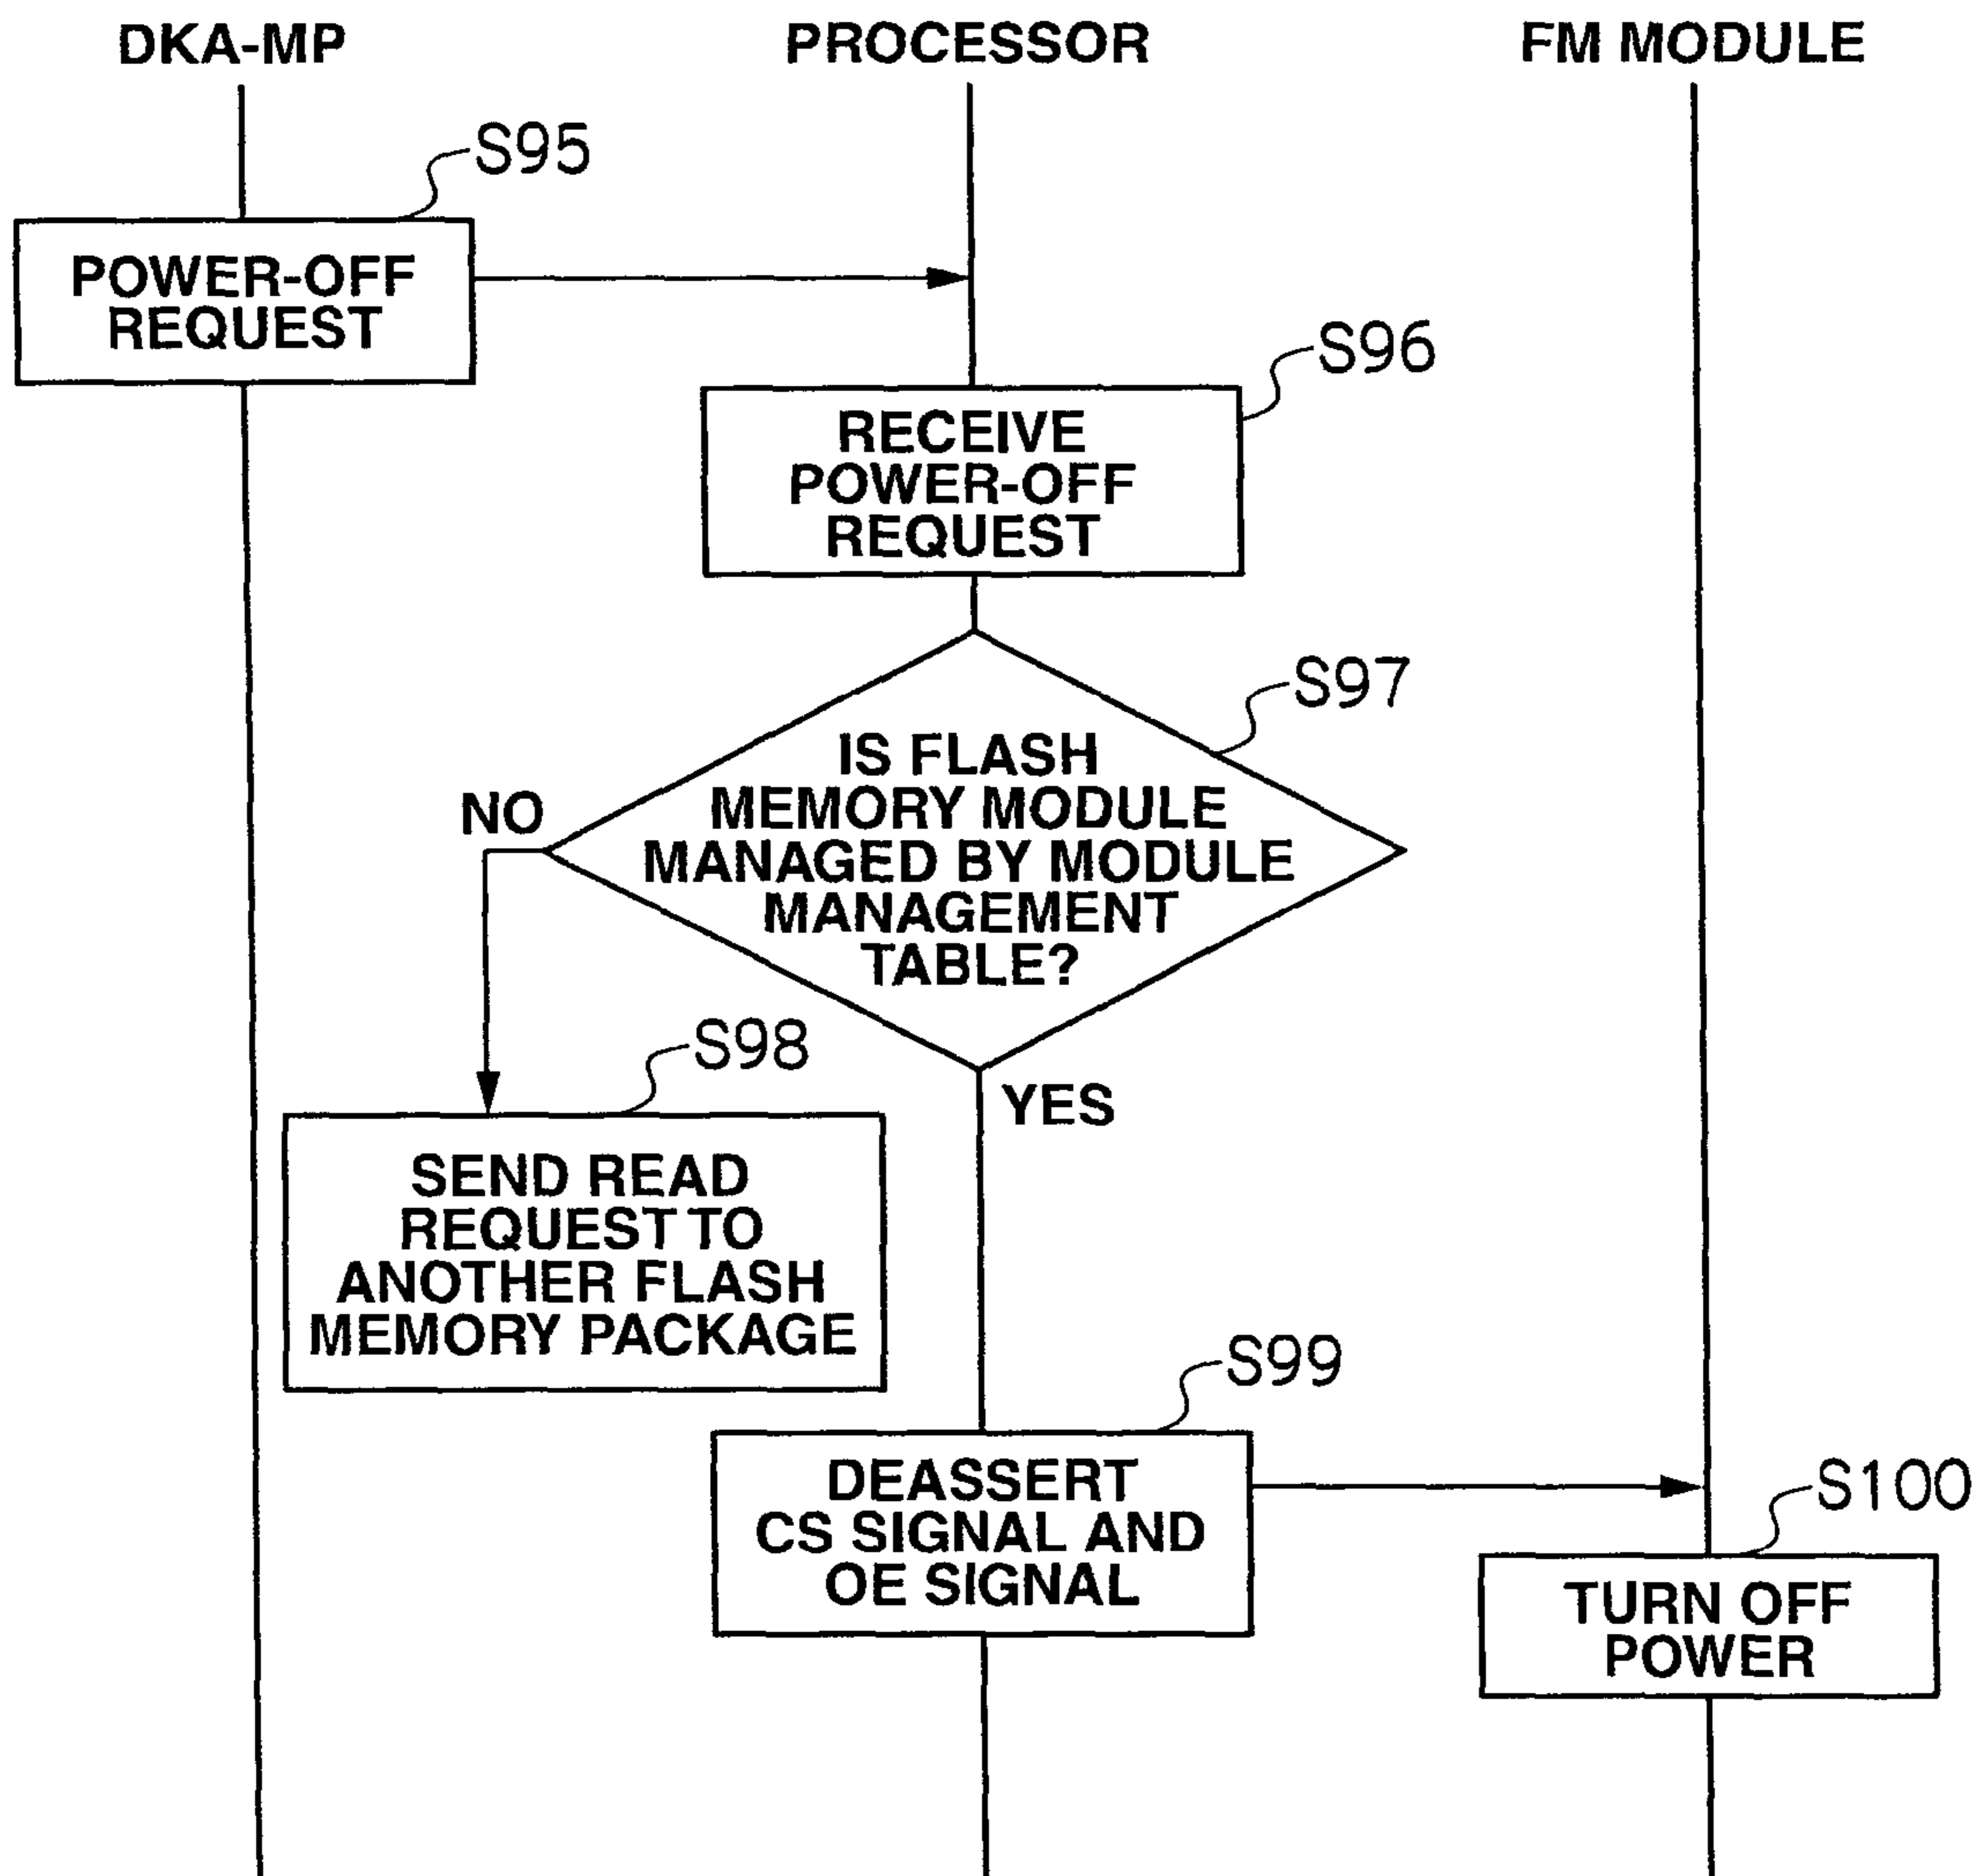 DKA-MP
PROCESSOR
FM MODULE
S95
POWER-OFF
REQUEST
S96
RECEIVE
POWER-OFF
REQUEST
S97
IS FLASH
MEMORY MODULE
MANAGED BY MODULE
MANAGEMENT
TABLE?
NO
YES
S98
SEND READ
REQUEST TO
ANOTHER FLASH
MEMORY PACKAGE
S99
DEASSERT
CS SIGNAL AND
OE SIGNAL
S100
TURN OFF
POWER